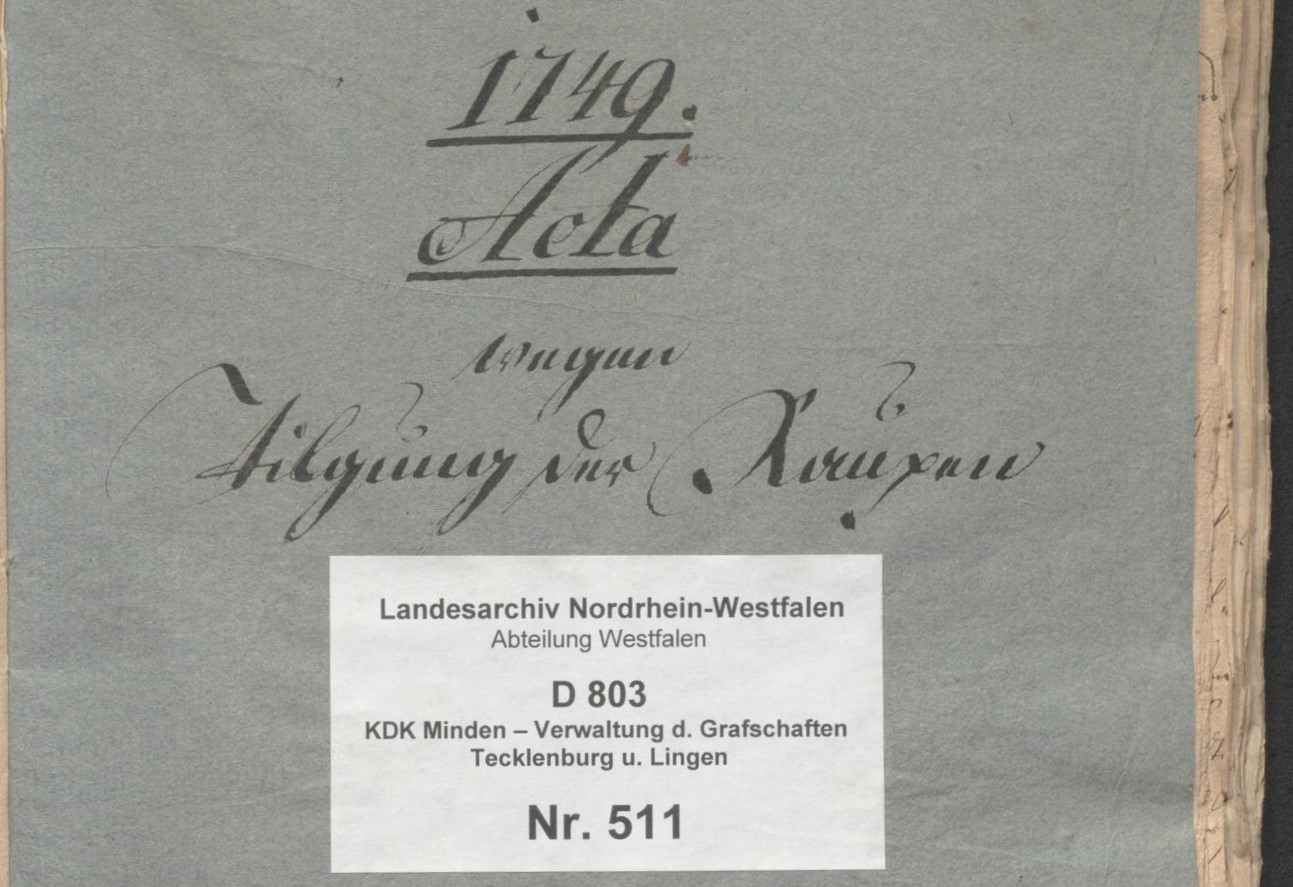 1749.
Acta
wegen
Tilgung der Raupen
Landesarchiv Nordrhein-Westfalen
Abteilung Westfalen
D 803
KDK Minden – Verwaltung d. Grafschaften
Tecklenburg u. Lingen
Nr. 511